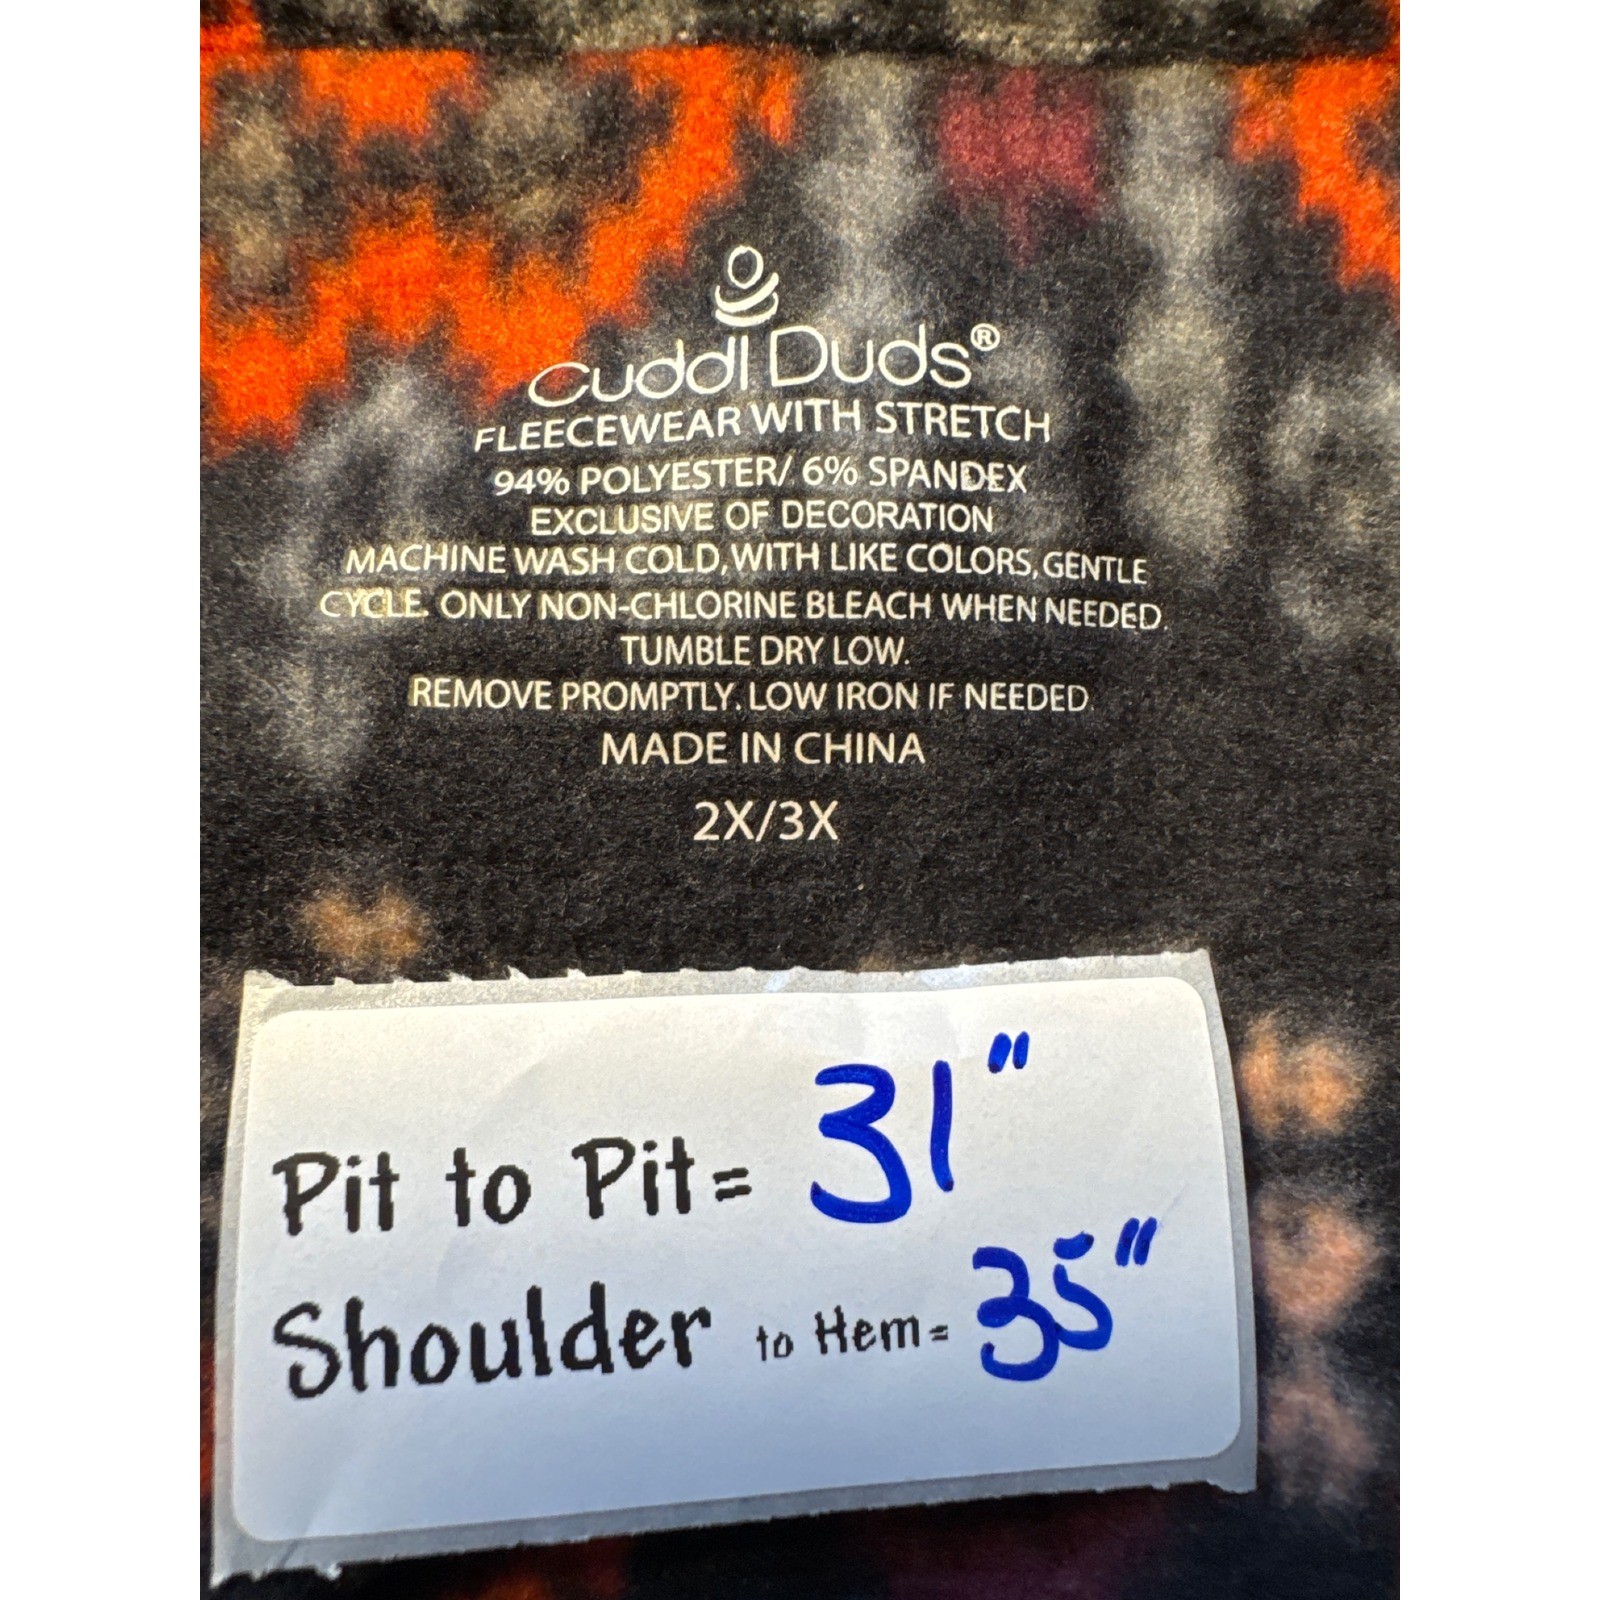 Cuddl Duds®
FLEECEWEAR WITH STRETCH
94% POLYESTER/ 6% SPANDEX
EXCLUSIVE OF DECORATION
MACHINE WASH COLD, WITH LIKE COLORS, GENTLE
CYCLE. ONLY NON-CHLORINE BLEACH WHEN NEEDED.
TUMBLE DRY LOW.
REMOVE PROMPTLY. LOW IRON IF NEEDED.
MADE IN CHINA
2X/3X
Pit to Pit= 31"
Shoulder to Hem= 35"